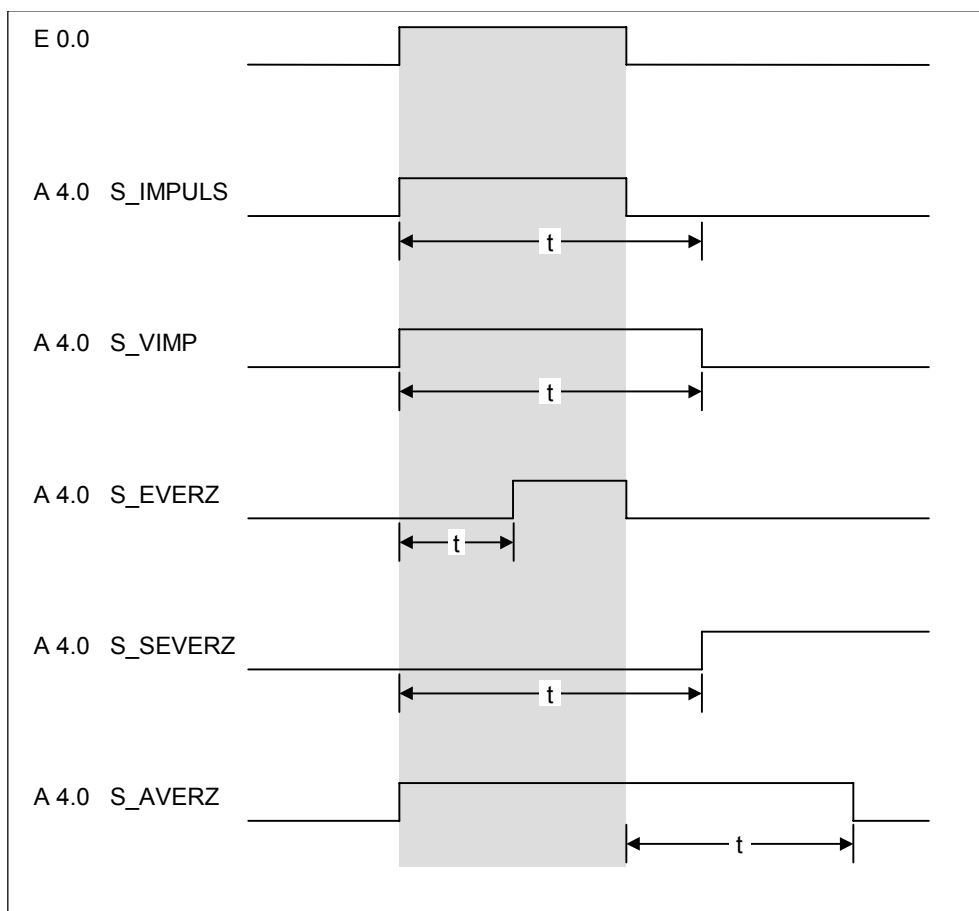 E 0.0
A 4.0 S_IMPULS
t
A 4.0 S_VIMP
t
A 4.0 S_EVERZ
t
A 4.0 S_SEVERZ
t
A 4.0 S_AVERZ
t